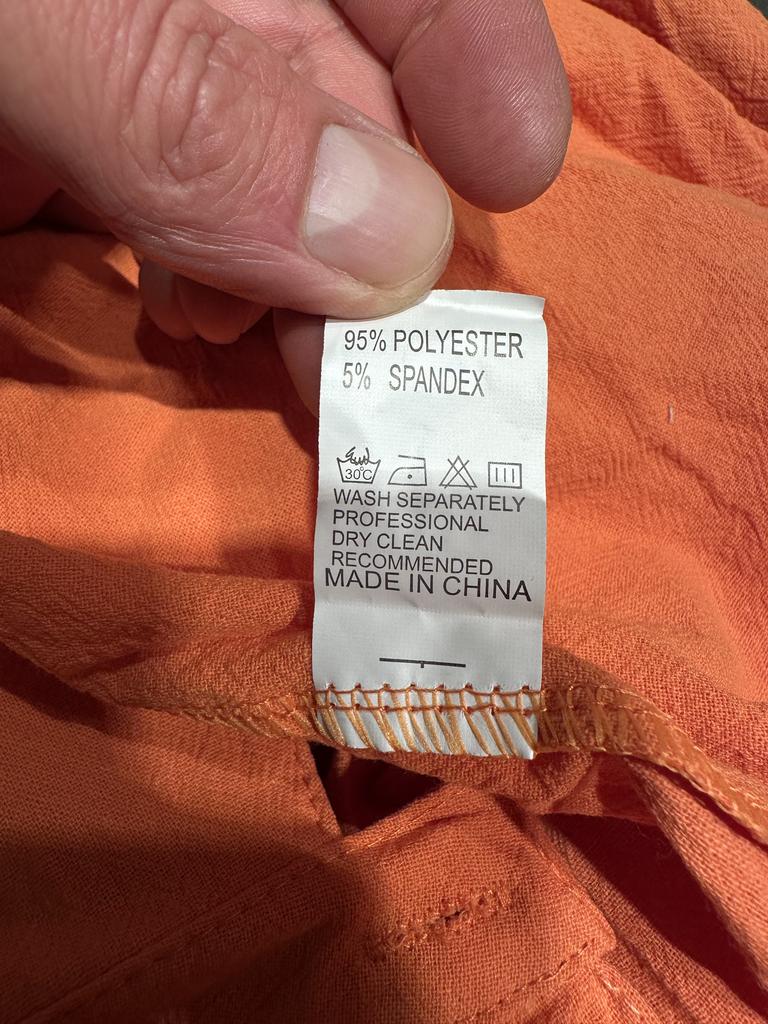 95% POLYESTER
5% SPANDEX
30°C
WASH SEPARATELY
PROFESSIONAL
DRY CLEAN
RECOMMENDED
MADE IN CHINA